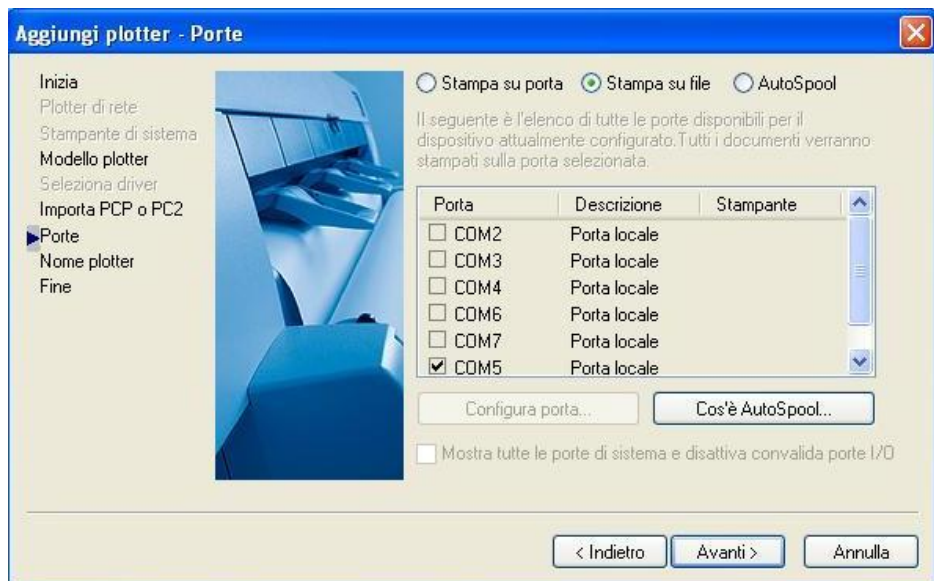 Aggiungi plotter - Porte
Inizia
Plotter di rete
Stampante di sistema
Modello plotter
Seleziona driver
Importa PCP o PC2
Porte
Nome plotter
Fine
Stampa su porta Stampa su file AutoSpool
Il seguente è l'elenco di tutte le porte disponibili per il
dispositivo attualmente configurato. Tutti i documenti verranno
stampati sulla porta selezionata.
Porta Descrizione Stampante
COM2 Porta locale
COM3 Porta locale
COM4 Porta locale
COM6 Porta locale
COM7 Porta locale
COM5 Porta locale
Configura porta... Cos'è AutoSpool...
Mostra tutte le porte di sistema e disattiva convalida porte I/O
< Indietro Avanti > Annulla